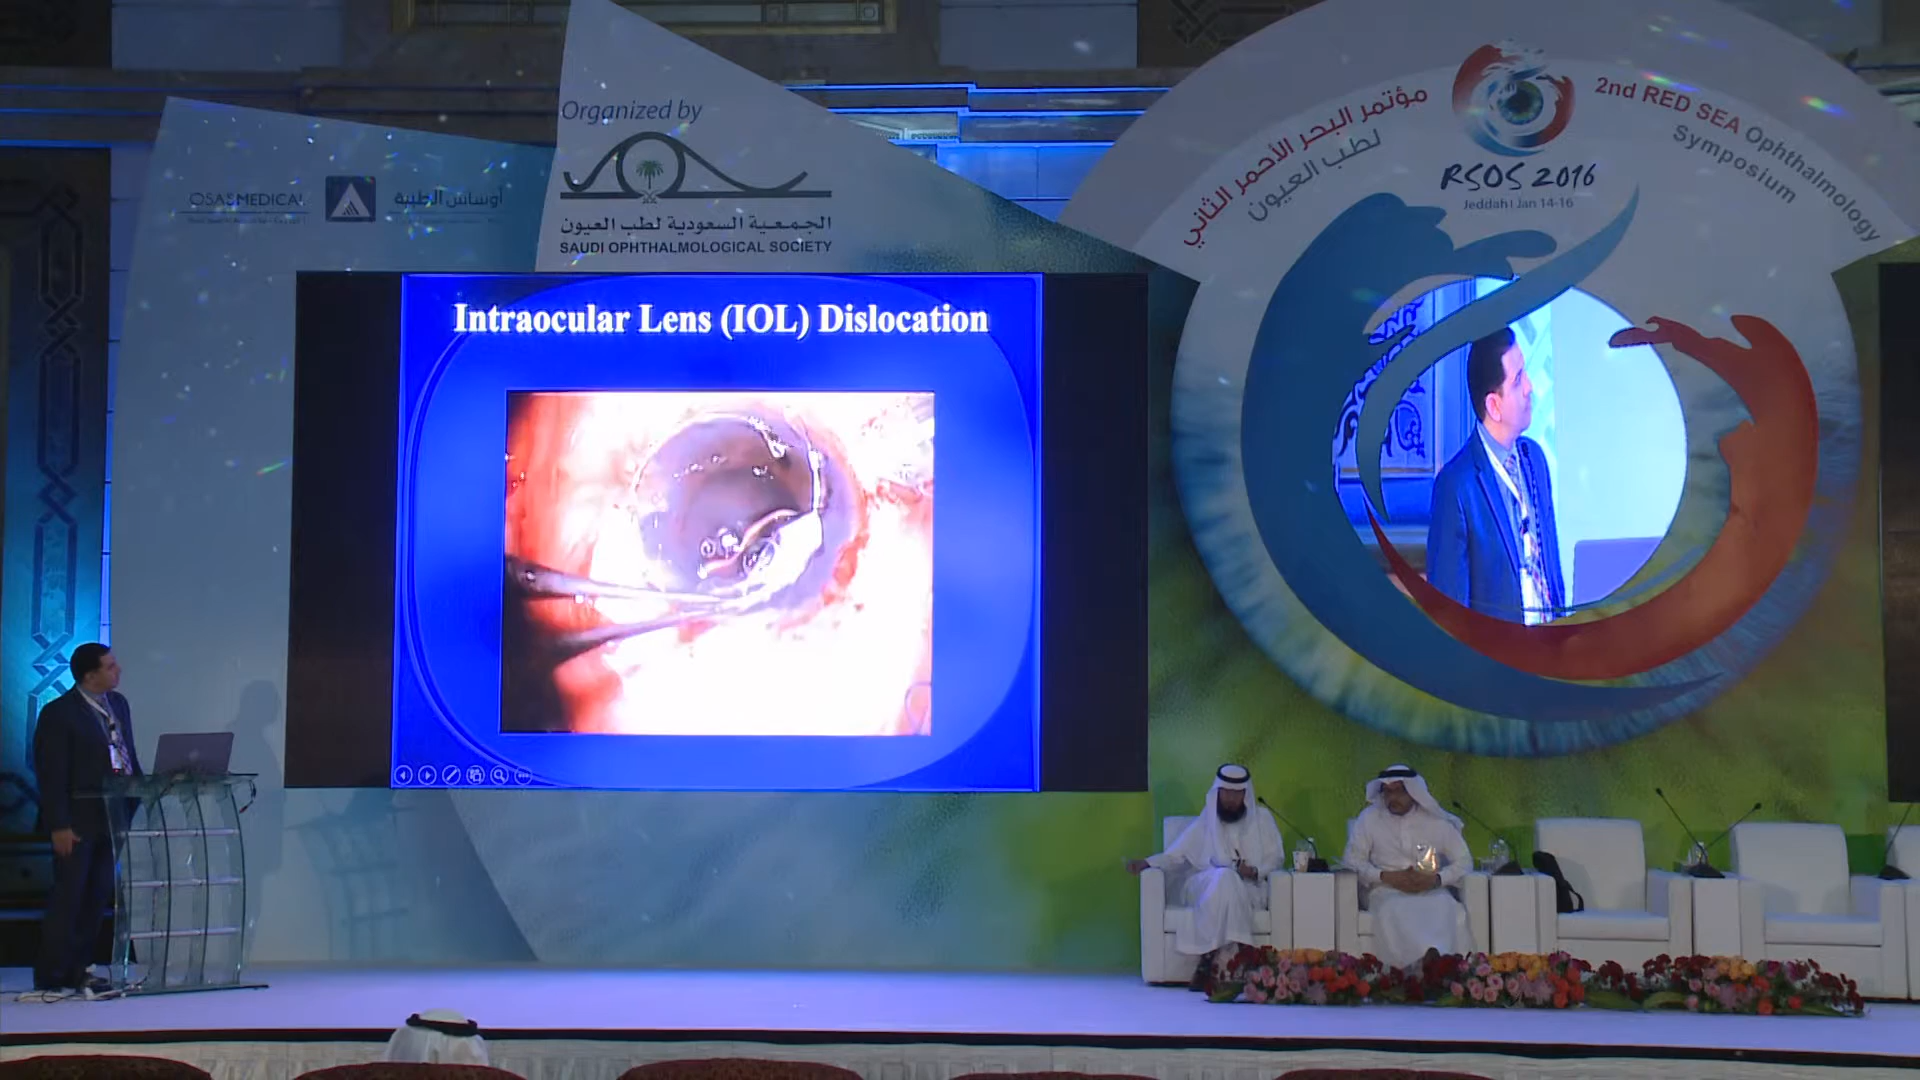 Organized by
الجمعية السعودية لطب العيون
SAUDI OPHTHALMOLOGICAL SOCIETY
OSASMEDICAL
أوساس الطبية
مؤتمر البحر الأحمر الثاني
لطب العيون
2nd RED SEA Ophthalmology
Symposium
RSOS 2016
Jeddah | Jan 14-16
Intraocular Lens (IOL) Dislocation